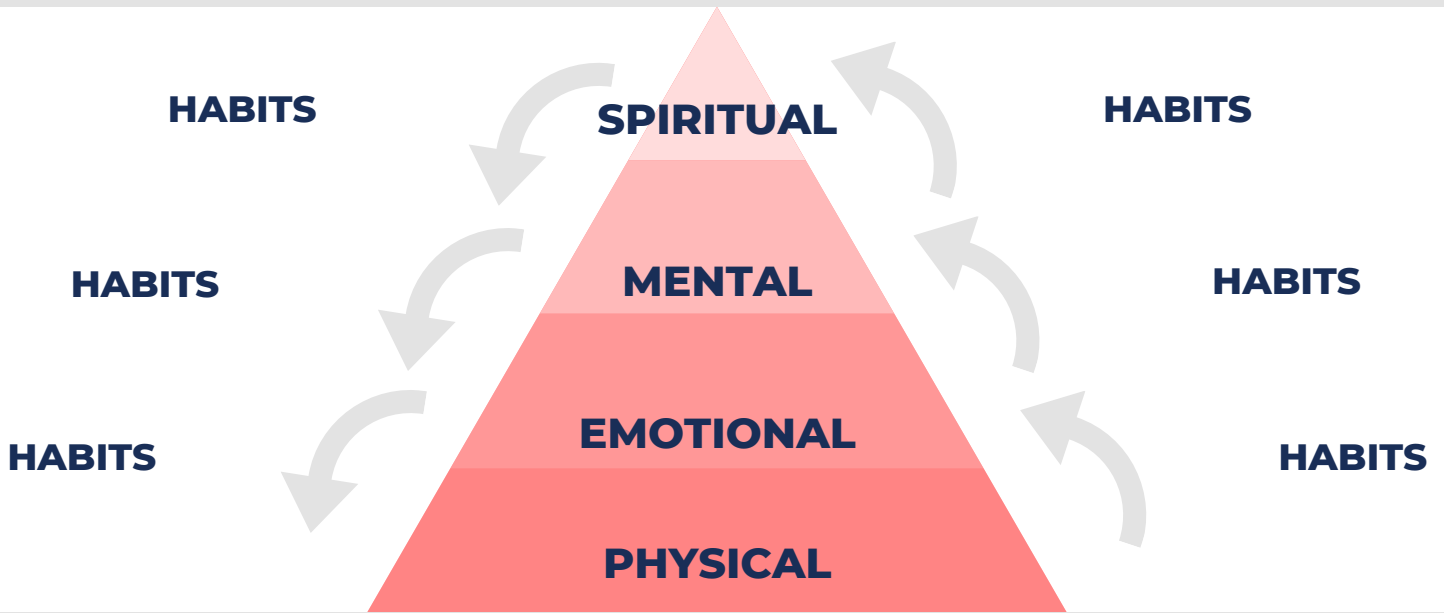 HABITS
SPIRITUAL
HABITS
HABITS
MENTAL
HABITS
HABITS
EMOTIONAL
HABITS
PHYSICAL